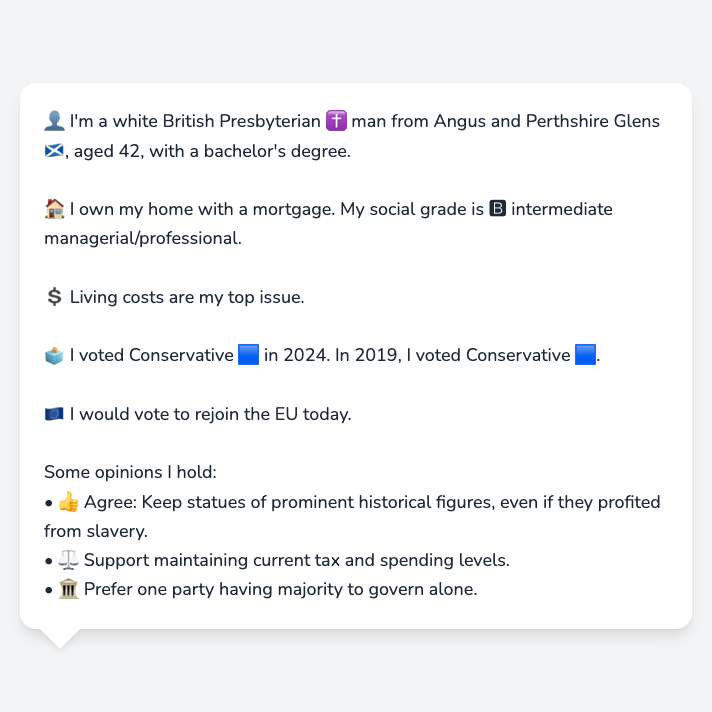 👤 I'm a white British Presbyterian ✝️ man from Angus and Perthshire Glens
🏴󠁧󠁢󠁳󠁣󠁴󠁿, aged 42, with a bachelor's degree.
🏠 I own my home with a mortgage. My social grade is 🅱 intermediate
managerial/professional.
💲 Living costs are my top issue.
🗳️ I voted Conservative 🟦 in 2024. In 2019, I voted Conservative 🟦.
🇪🇺 I would vote to rejoin the EU today.
Some opinions I hold:
• 👍 Agree: Keep statues of prominent historical figures, even if they profited
from slavery.
• ⚖️ Support maintaining current tax and spending levels.
• 🏛️ Prefer one party having majority to govern alone.